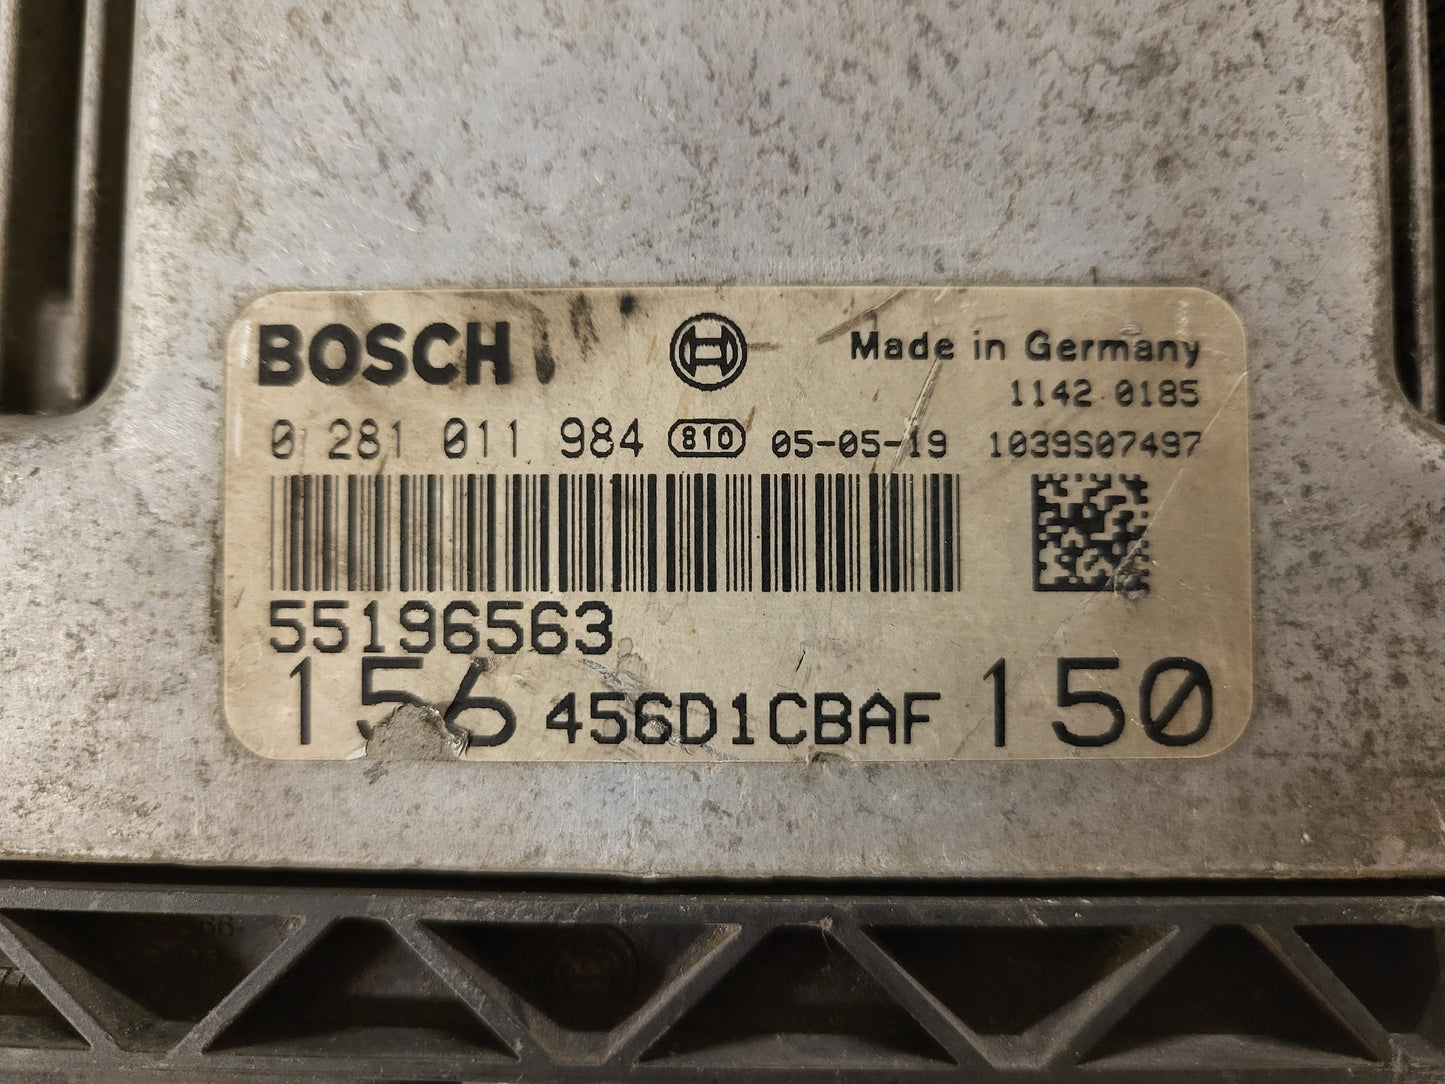 BOSCH
Made in Germany
1142 0185
0 281 011 984 810 05-05-19 1039S07497
55196563
156 456D1CBAF 150